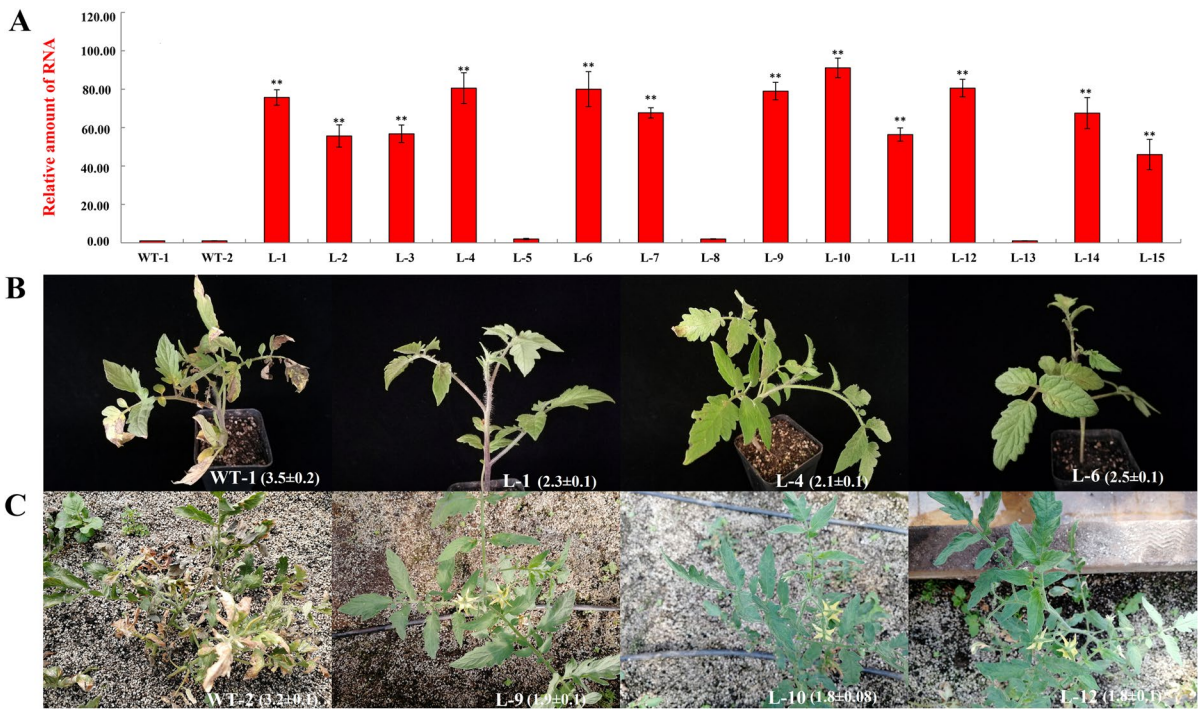 A
Relative amount of RNA
120.00
100.00
80.00
60.00
40.00
20.00
0.00
** ** ** ** ** ** ** ** ** ** ** **
WT-1 WT-2 L-1 L-2 L-3 L-4 L-5 L-6 L-7 L-8 L-9 L-10 L-11 L-12 L-13 L-14 L-15
B
WT-1 (3.5±0.2) L-1 (2.3±0.1) L-4 (2.1±0.1) L-6 (2.5±0.1)
C
WT-2 (3.2±0.1) L-9 (1.9±0.1) L-10 (1.8±0.08) L-12 (1.8±0.1)